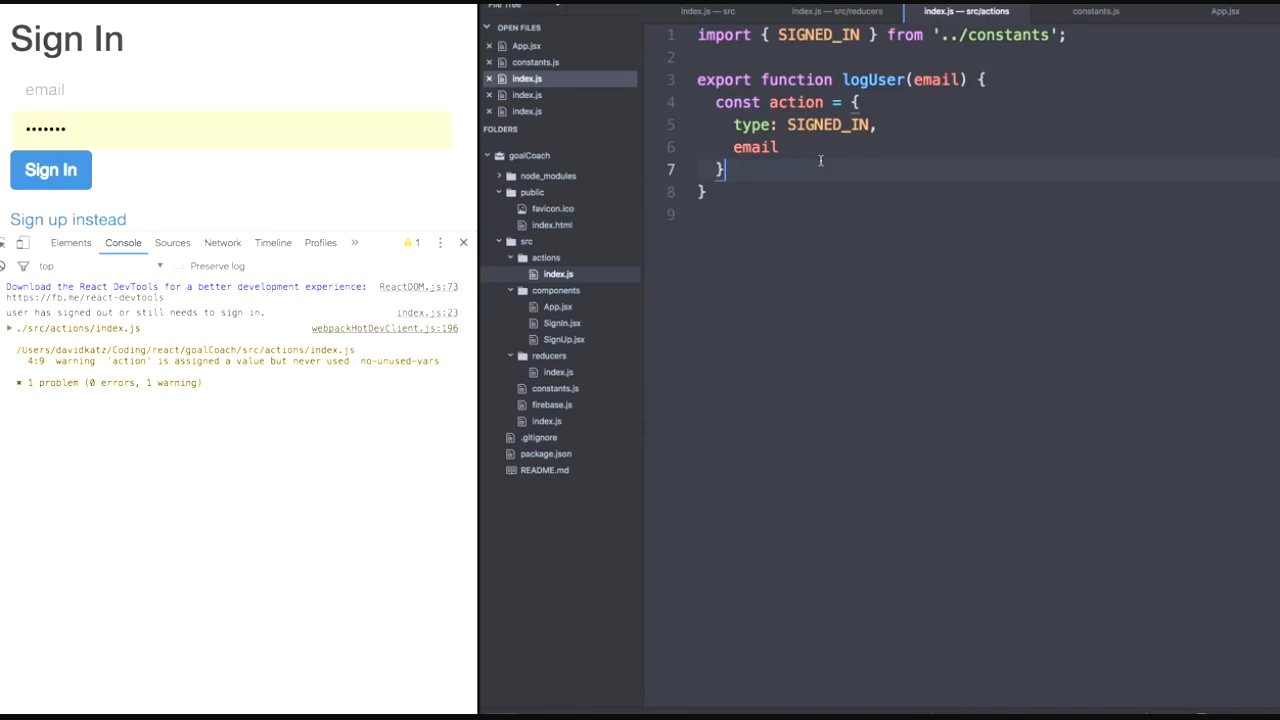 Sign In
email
•••••••
Sign In
Sign up instead
Elements Console Sources Network Timeline Profiles » 1
top Preserve log
Download the React DevTools for a better development experience: ReactDOM.js:73
https://fb.me/react-devtools
user has signed out or still needs to sign in. index.js:23
./src/actions/index.js webpackHotDevClient.js:196
/Users/davidkatz/Coding/react/goalCoach/src/actions/index.js
4:9 warning 'action' is assigned a value but never used no-unused-vars
✖ 1 problem (0 errors, 1 warning)
File Tree
OPEN FILES
App.jsx
constants.js
index.js
index.js
index.js
FOLDERS
goalCoach
node_modules
public
favicon.ico
index.html
src
actions
index.js
components
App.jsx
SignIn.jsx
SignUp.jsx
reducers
index.js
constants.js
firebase.js
index.js
.gitignore
package.json
README.md
index.js — src index.js — src/reducers index.js — src/actions constants.js App.jsx
1 import { SIGNED_IN } from '../constants';
2
3 export function logUser(email) {
4 const action = {
5 type: SIGNED_IN,
6 email
7 }
8 }
9